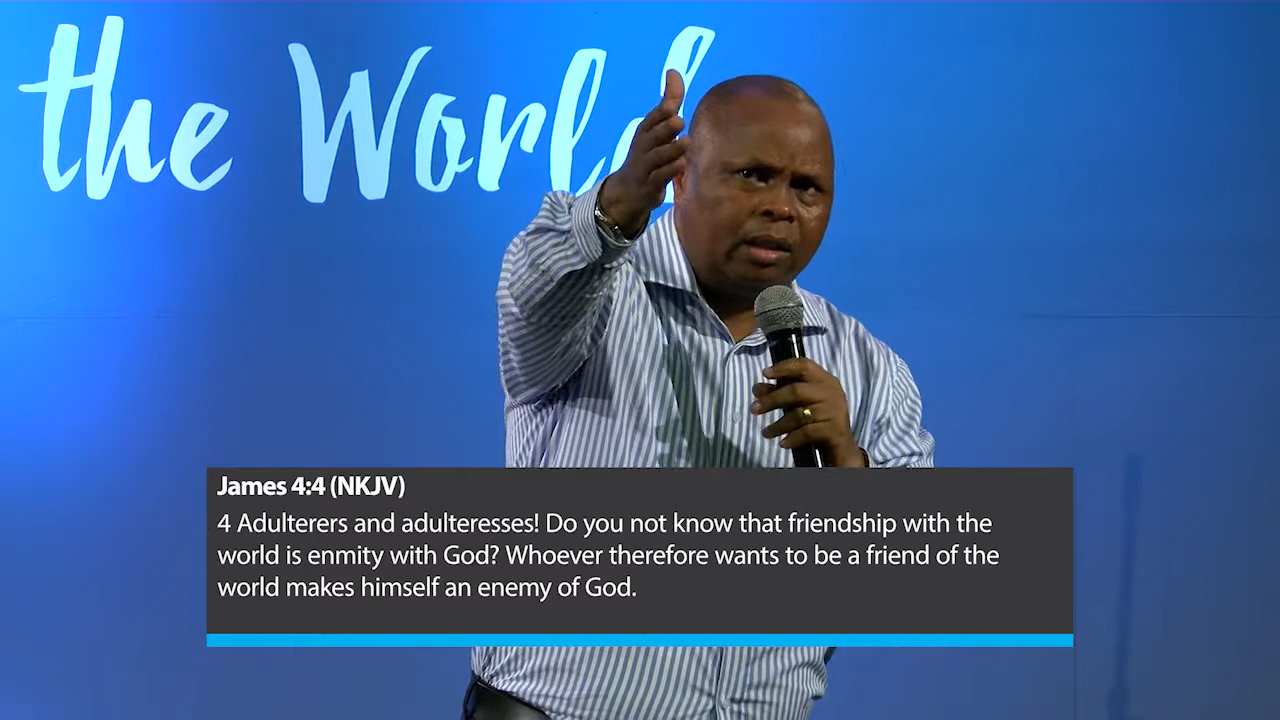 the World
James 4:4 (NKJV)
4 Adulterers and adulteresses! Do you not know that friendship with the
world is enmity with God? Whoever therefore wants to be a friend of the
world makes himself an enemy of God.